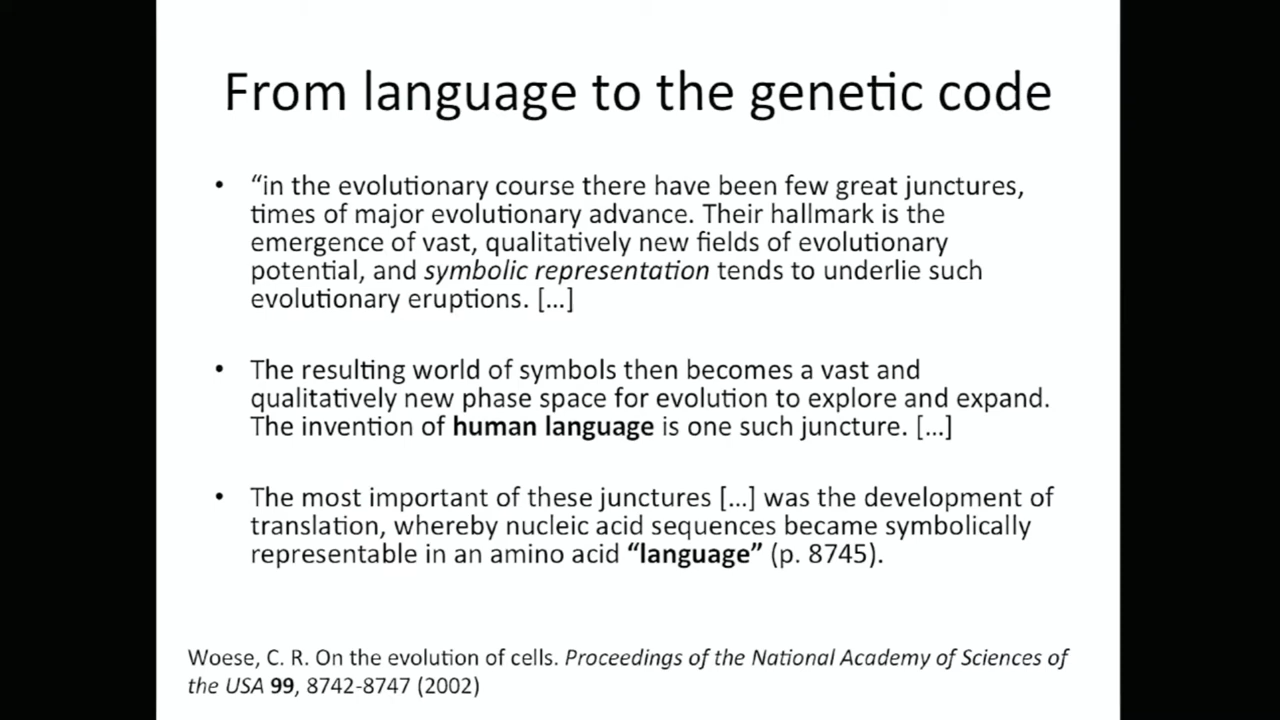 From language to the genetic code
• “in the evolutionary course there have been few great junctures,
times of major evolutionary advance. Their hallmark is the
emergence of vast, qualitatively new fields of evolutionary
potential, and symbolic representation tends to underlie such
evolutionary eruptions. […]
• The resulting world of symbols then becomes a vast and
qualitatively new phase space for evolution to explore and expand.
The invention of human language is one such juncture. […]
• The most important of these junctures […] was the development of
translation, whereby nucleic acid sequences became symbolically
representable in an amino acid “language” (p. 8745).
Woese, C. R. On the evolution of cells. Proceedings of the National Academy of Sciences of
the USA 99, 8742-8747 (2002)